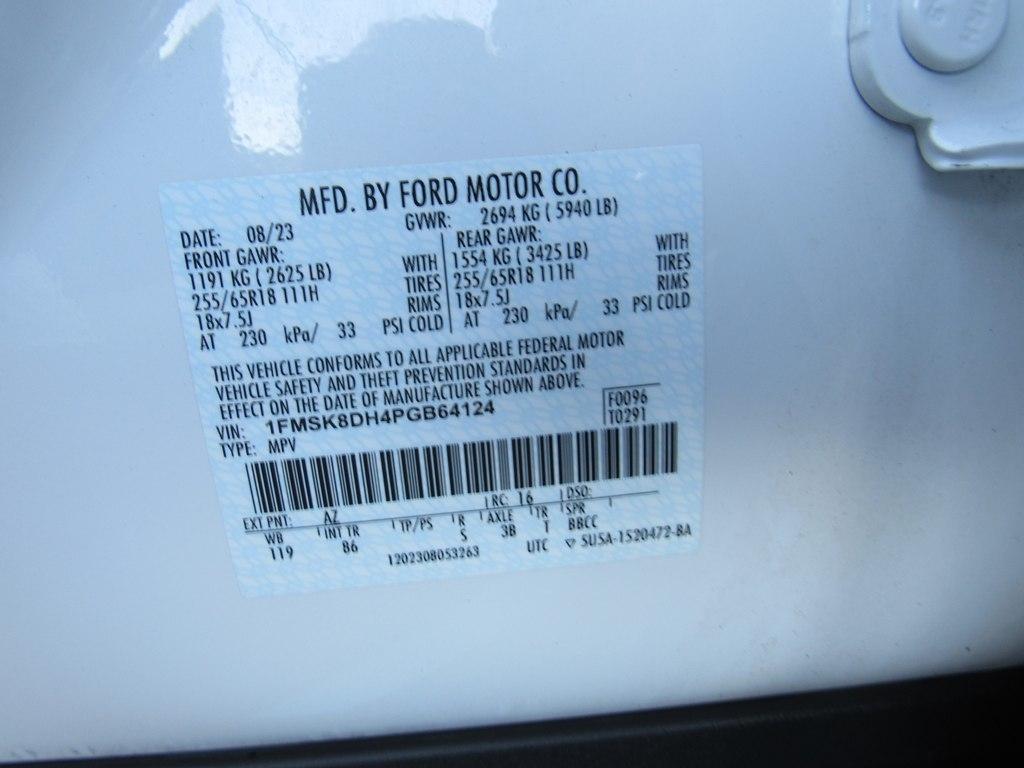 MFD. BY FORD MOTOR CO.
DATE: 08/23 GVWR: 2694 KG ( 5940 LB)
FRONT GAWR: REAR GAWR:
1191 KG ( 2625 LB) WITH 1554 KG ( 3425 LB) WITH
255/65R18 111H TIRES 255/65R18 111H TIRES
18x7.5J RIMS 18x7.5J RIMS
AT 230 kPa/ 33 PSI COLD AT 230 kPa/ 33 PSI COLD
THIS VEHICLE CONFORMS TO ALL APPLICABLE FEDERAL MOTOR
VEHICLE SAFETY AND THEFT PREVENTION STANDARDS IN
EFFECT ON THE DATE OF MANUFACTURE SHOWN ABOVE.
VIN: 1FMSK8DH4PGB64124 F0096
TYPE: MPV T0291
EXT PNT: AZ RC: 16 DSO:
WB INT TR TP/PS R AXLE TR SPR
119 86 S 3B T BBCC
1202308053263 UTC ▽ SU5A-1520472-BA